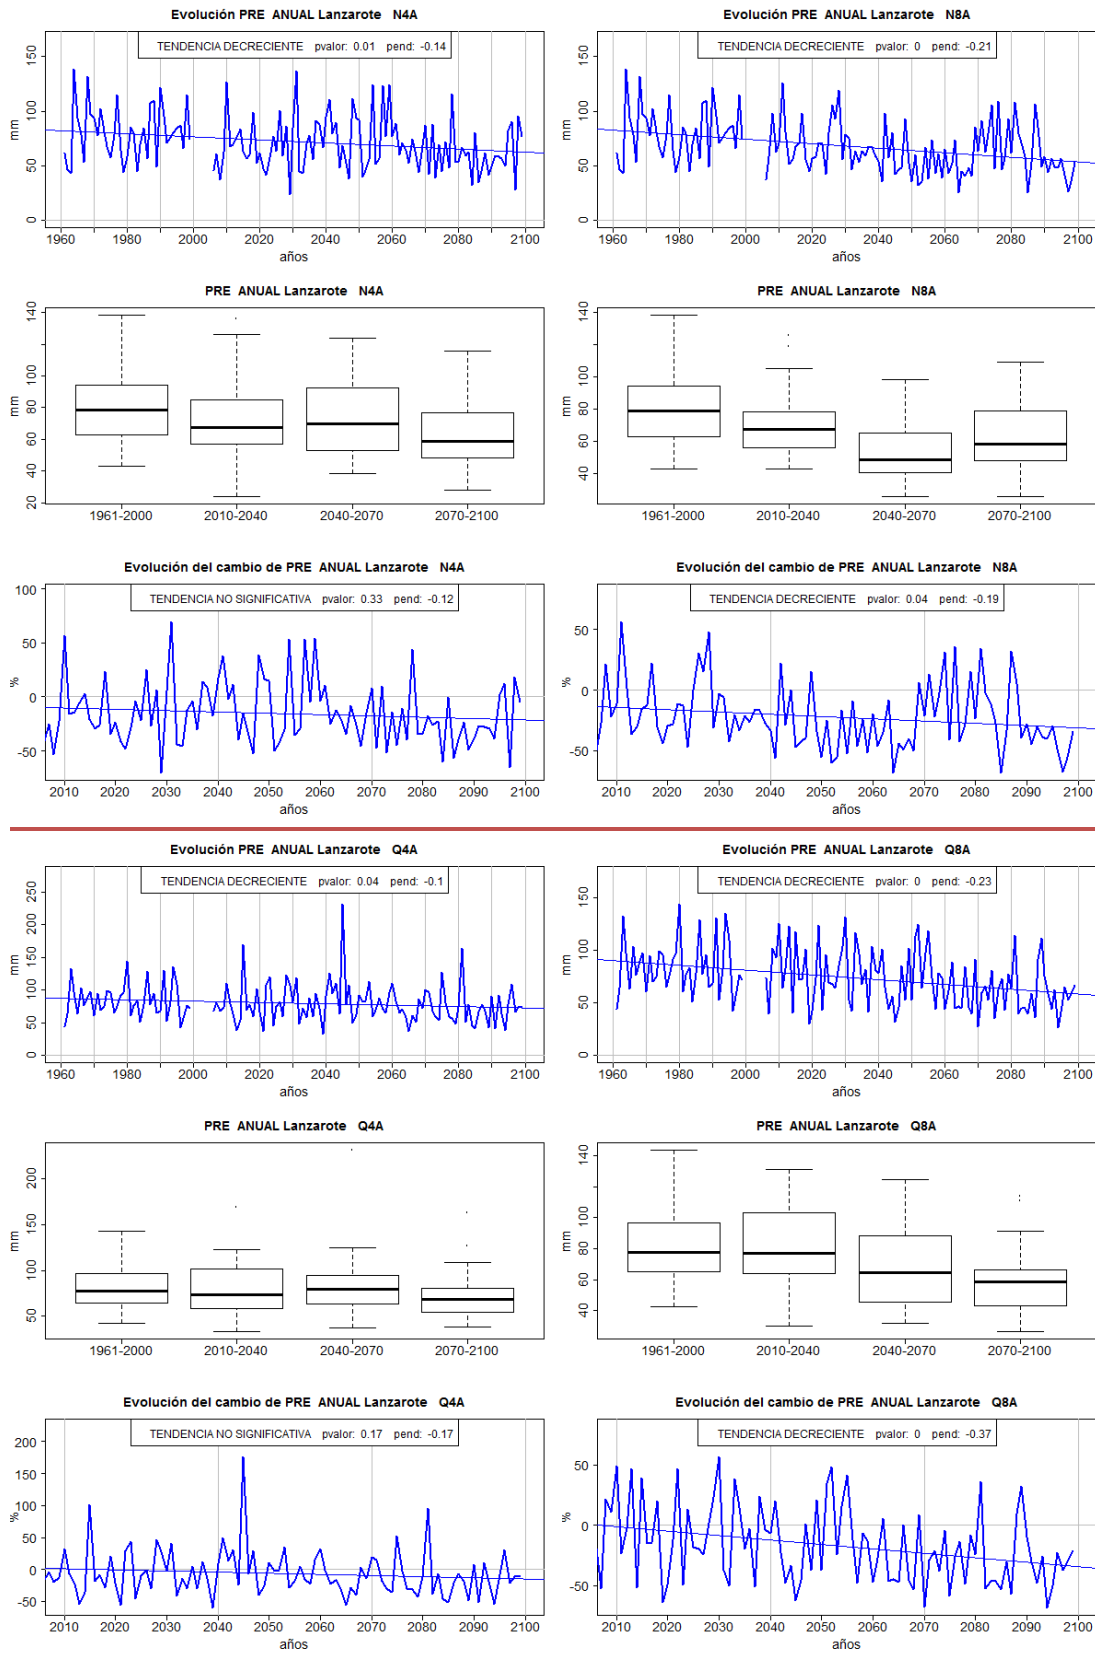 Evolución PRE ANUAL Lanzarote N4A
TENDENCIA DECRECIENTE pvalor: 0.01 pend: -0.14
mm
0 50 100 150
1960 1980 2000 2020 2040 2060 2080 2100
años
Evolución PRE ANUAL Lanzarote N8A
TENDENCIA DECRECIENTE pvalor: 0 pend: -0.21
mm
0 50 100 150
1960 1980 2000 2020 2040 2060 2080 2100
años
PRE ANUAL Lanzarote N4A
mm
20 40 60 80 100 140
1961-2000 2010-2040 2040-2070 2070-2100
PRE ANUAL Lanzarote N8A
mm
40 60 80 100 140
1961-2000 2010-2040 2040-2070 2070-2100
Evolución del cambio de PRE ANUAL Lanzarote N4A
TENDENCIA NO SIGNIFICATIVA pvalor: 0.33 pend: -0.12
%
100
50
0
-50
2010 2020 2030 2040 2050 2060 2070 2080 2090 2100
años
Evolución del cambio de PRE ANUAL Lanzarote N8A
TENDENCIA DECRECIENTE pvalor: 0.04 pend: -0.19
%
50
0
-50
2010 2020 2030 2040 2050 2060 2070 2080 2090 2100
años
Evolución PRE ANUAL Lanzarote Q4A
TENDENCIA DECRECIENTE pvalor: 0.04 pend: -0.1
mm
0 50 100 150 200 250
1960 1980 2000 2020 2040 2060 2080 2100
años
Evolución PRE ANUAL Lanzarote Q8A
TENDENCIA DECRECIENTE pvalor: 0 pend: -0.23
mm
0 50 100 150
1960 1980 2000 2020 2040 2060 2080 2100
años
PRE ANUAL Lanzarote Q4A
mm
50 100 150 200
1961-2000 2010-2040 2040-2070 2070-2100
PRE ANUAL Lanzarote Q8A
mm
40 60 80 100 140
1961-2000 2010-2040 2040-2070 2070-2100
Evolución del cambio de PRE ANUAL Lanzarote Q4A
TENDENCIA NO SIGNIFICATIVA pvalor: 0.17 pend: -0.17
%
200
150
100
50
0
-50
2010 2020 2030 2040 2050 2060 2070 2080 2090 2100
años
Evolución del cambio de PRE ANUAL Lanzarote Q8A
TENDENCIA DECRECIENTE pvalor: 0 pend: -0.37
%
50
0
-50
2010 2020 2030 2040 2050 2060 2070 2080 2090 2100
años